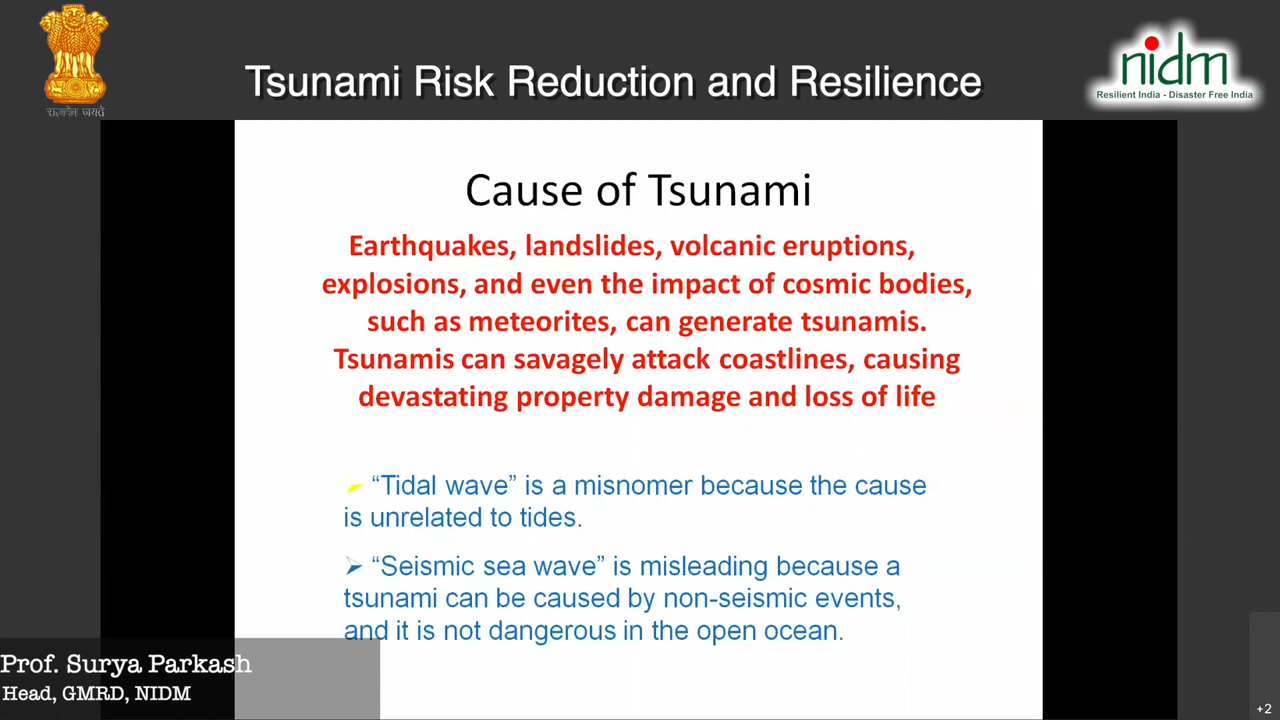 Tsunami Risk Reduction and Resilience
nidm
Resilient India - Disaster Free India
सत्यमेव जयते
Cause of Tsunami
Earthquakes, landslides, volcanic eruptions,
explosions, and even the impact of cosmic bodies,
such as meteorites, can generate tsunamis.
Tsunamis can savagely attack coastlines, causing
devastating property damage and loss of life
“Tidal wave” is a misnomer because the cause
is unrelated to tides.
“Seismic sea wave” is misleading because a
tsunami can be caused by non-seismic events,
and it is not dangerous in the open ocean.
Prof. Surya Parkash
Head, GMRD, NIDM
+2